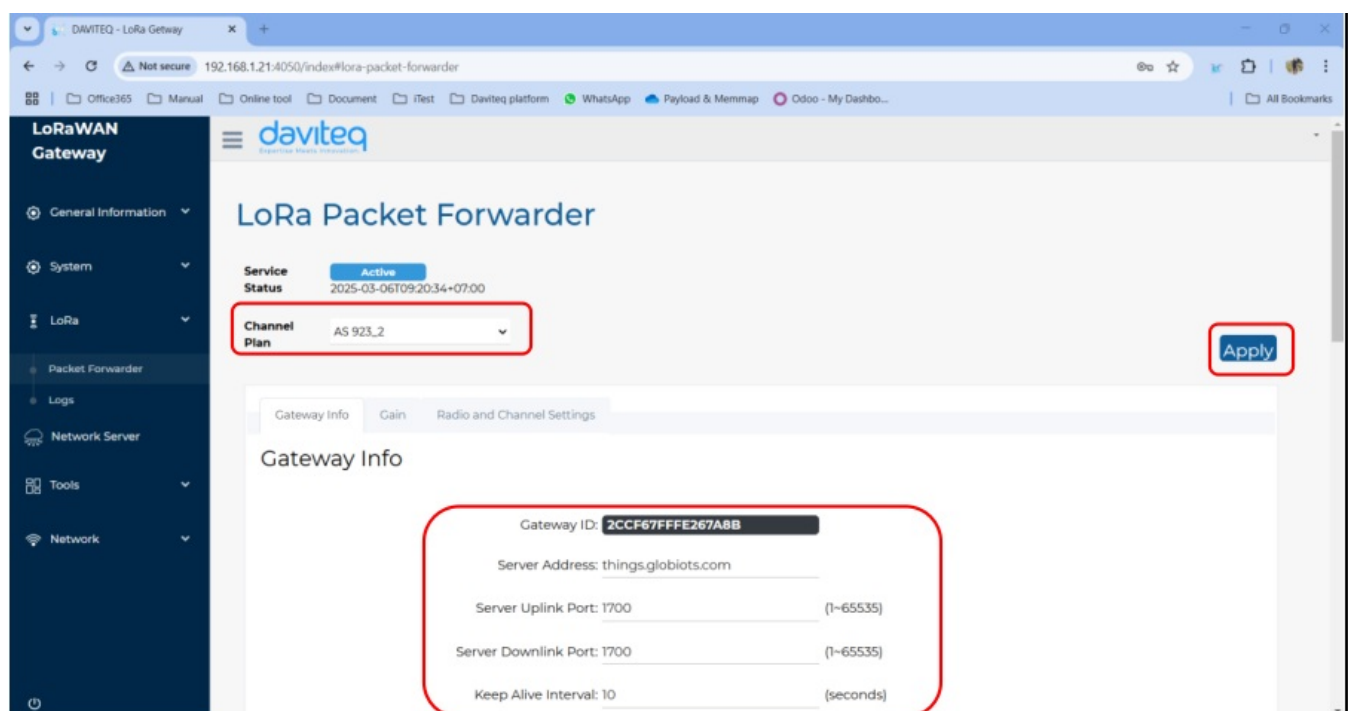 DAVITEQ - LoRa Getway
Not secure 192.168.1.21:4050/index#lora-packet-forwarder
Office365 Manual Online tool Document iTest Daviteq platform WhatsApp Payload & Memmap Odoo - My Dashbo... All Bookmarks
LoRaWAN
Gateway
daviteq
Expertise Meets Innovation
General Information
System
LoRa
Packet Forwarder
Logs
Network Server
Tools
Network
LoRa Packet Forwarder
Service
Status
Active
2025-03-06T09:20:34+07:00
Channel
Plan
AS 923_2
Apply
Gateway Info Gain Radio and Channel Settings
Gateway Info
Gateway ID: 2CCF67FFFE267A8B
Server Address: things.globiots.com
Server Uplink Port: 1700 (1~65535)
Server Downlink Port: 1700 (1~65535)
Keep Alive Interval: 10 (seconds)